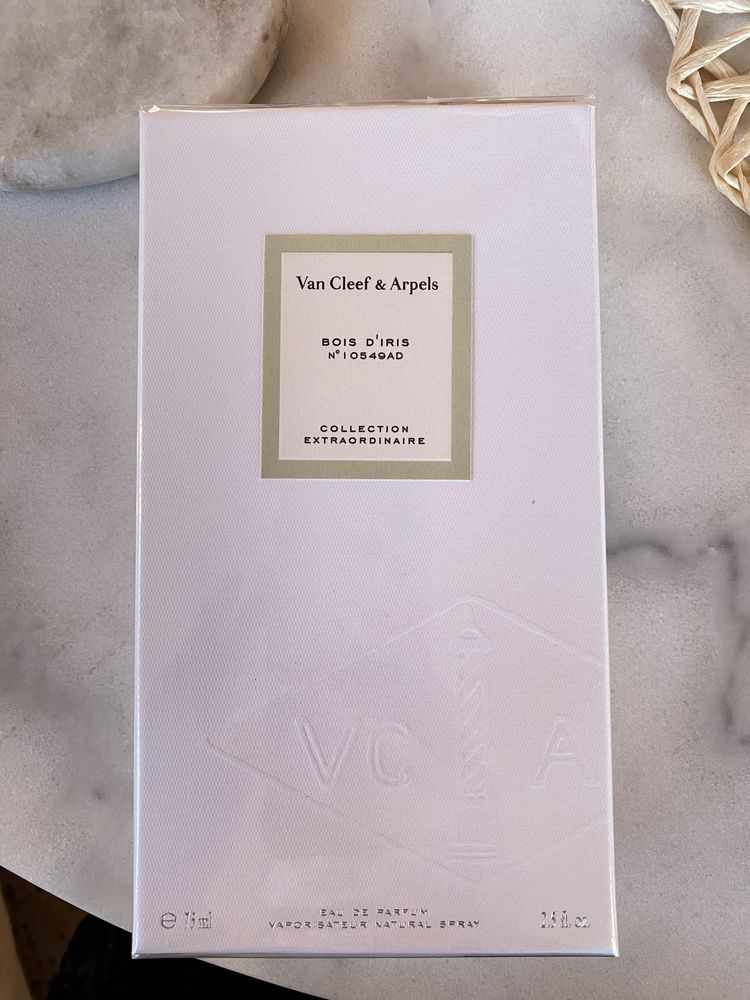 Van Cleef & Arpels
BOIS D'IRIS
N°10549AD
COLLECTION
EXTRAORDINAIRE
VC A
EAU DE PARFUM
℮ 75 ml VAPORISATEUR NATURAL SPRAY 2.5 fl. oz.